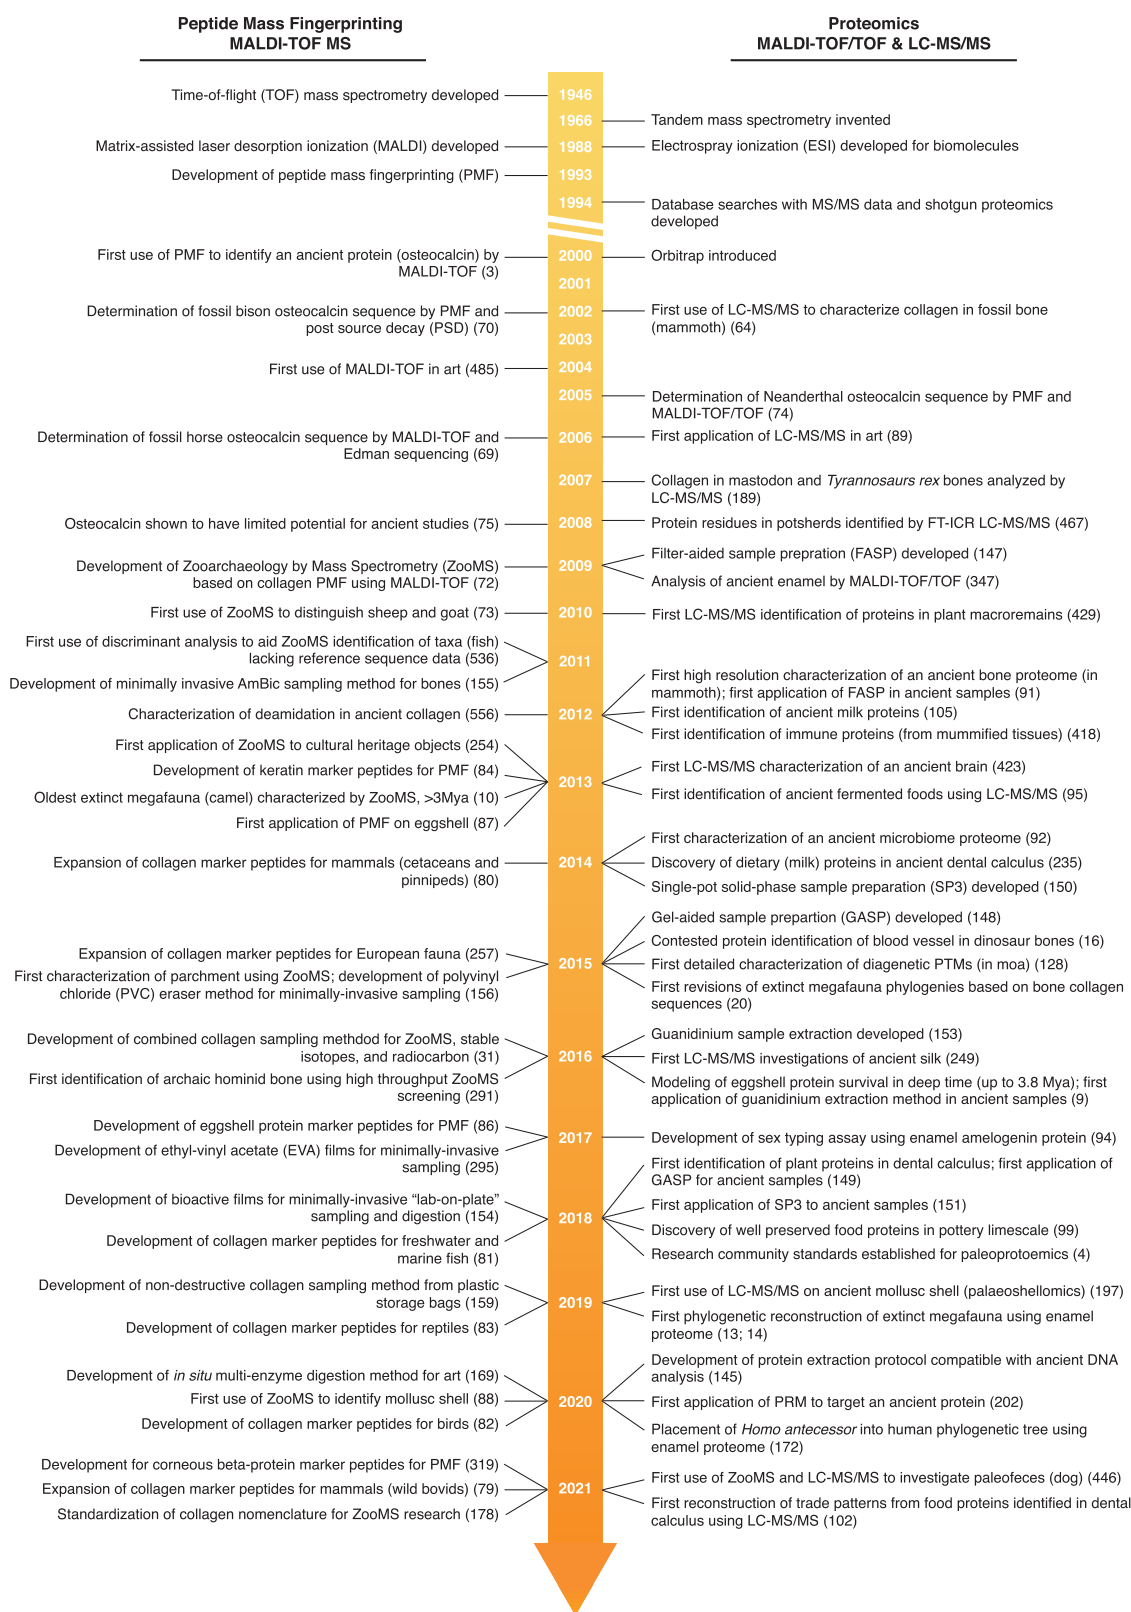 Peptide Mass Fingerprinting
MALDI-TOF MS
Proteomics
MALDI-TOF/TOF & LC-MS/MS
Time-of-flight (TOF) mass spectrometry developed
1946
1966
Tandem mass spectrometry invented
Matrix-assisted laser desorption ionization (MALDI) developed
1988
Electrospray ionization (ESI) developed for biomolecules
Development of peptide mass fingerprinting (PMF)
1993
1994
Database searches with MS/MS data and shotgun proteomics
developed
First use of PMF to identify an ancient protein (osteocalcin) by
MALDI-TOF (3)
2000
Orbitrap introduced
2001
Determination of fossil bison osteocalcin sequence by PMF and
post source decay (PSD) (70)
2002
First use of LC-MS/MS to characterize collagen in fossil bone
(mammoth) (64)
2003
First use of MALDI-TOF in art (485)
2004
2005
Determination of Neanderthal osteocalcin sequence by PMF and
MALDI-TOF/TOF (74)
Determination of fossil horse osteocalcin sequence by MALDI-TOF and
Edman sequencing (69)
2006
First application of LC-MS/MS in art (89)
2007
Collagen in mastodon and Tyrannosaurs rex bones analyzed by
LC-MS/MS (189)
Osteocalcin shown to have limited potential for ancient studies (75)
2008
Protein residues in potsherds identified by FT-ICR LC-MS/MS (467)
Development of Zooarchaeology by Mass Spectrometry (ZooMS)
based on collagen PMF using MALDI-TOF (72)
2009
Filter-aided sample prepration (FASP) developed (147)
Analysis of ancient enamel by MALDI-TOF/TOF (347)
First use of ZooMS to distinguish sheep and goat (73)
2010
First LC-MS/MS identification of proteins in plant macroremains (429)
First use of discriminant analysis to aid ZooMS identification of taxa (fish)
lacking reference sequence data (536)
Development of minimally invasive AmBic sampling method for bones (155)
2011
Characterization of deamidation in ancient collagen (556)
2012
First high resolution characterization of an ancient bone proteome (in
mammoth); first application of FASP in ancient samples (91)
First identification of ancient milk proteins (105)
First identification of immune proteins (from mummified tissues) (418)
First application of ZooMS to cultural heritage objects (254)
Development of keratin marker peptides for PMF (84)
Oldest extinct megafauna (camel) characterized by ZooMS, >3Mya (10)
First application of PMF on eggshell (87)
2013
First LC-MS/MS characterization of an ancient brain (423)
First identification of ancient fermented foods using LC-MS/MS (95)
Expansion of collagen marker peptides for mammals (cetaceans and
pinnipeds) (80)
2014
First characterization of an ancient microbiome proteome (92)
Discovery of dietary (milk) proteins in ancient dental calculus (235)
Single-pot solid-phase sample preparation (SP3) developed (150)
Expansion of collagen marker peptides for European fauna (257)
First characterization of parchment using ZooMS; development of polyvinyl
chloride (PVC) eraser method for minimally-invasive sampling (156)
2015
Gel-aided sample prepartion (GASP) developed (148)
Contested protein identification of blood vessel in dinosaur bones (16)
First detailed characterization of diagenetic PTMs (in moa) (128)
First revisions of extinct megafauna phylogenies based on bone collagen
sequences (20)
Development of combined collagen sampling methdod for ZooMS, stable
isotopes, and radiocarbon (31)
First identification of archaic hominid bone using high throughput ZooMS
screening (291)
2016
Guanidinium sample extraction developed (153)
First LC-MS/MS investigations of ancient silk (249)
Modeling of eggshell protein survival in deep time (up to 3.8 Mya); first
application of guanidinium extraction method in ancient samples (9)
Development of eggshell protein marker peptides for PMF (86)
Development of ethyl-vinyl acetate (EVA) films for minimally-invasive
sampling (295)
2017
Development of sex typing assay using enamel amelogenin protein (94)
Development of bioactive films for minimally-invasive “lab-on-plate”
sampling and digestion (154)
Development of collagen marker peptides for freshwater and
marine fish (81)
2018
First identification of plant proteins in dental calculus; first application of
GASP for ancient samples (149)
First application of SP3 to ancient samples (151)
Discovery of well preserved food proteins in pottery limescale (99)
Research community standards established for paleoprotoemics (4)
Development of non-destructive collagen sampling method from plastic
storage bags (159)
Development of collagen marker peptides for reptiles (83)
2019
First use of LC-MS/MS on ancient mollusc shell (palaeoshellomics) (197)
First phylogenetic reconstruction of extinct megafauna using enamel
proteome (13; 14)
Development of in situ multi-enzyme digestion method for art (169)
First use of ZooMS to identify mollusc shell (88)
Development of collagen marker peptides for birds (82)
2020
Development of protein extraction protocol compatible with ancient DNA
analysis (145)
First application of PRM to target an ancient protein (202)
Placement of Homo antecessor into human phylogenetic tree using
enamel proteome (172)
Development for corneous beta-protein marker peptides for PMF (319)
Expansion of collagen marker peptides for mammals (wild bovids) (79)
Standardization of collagen nomenclature for ZooMS research (178)
2021
First use of ZooMS and LC-MS/MS to investigate paleofeces (dog) (446)
First reconstruction of trade patterns from food proteins identified in dental
calculus using LC-MS/MS (102)